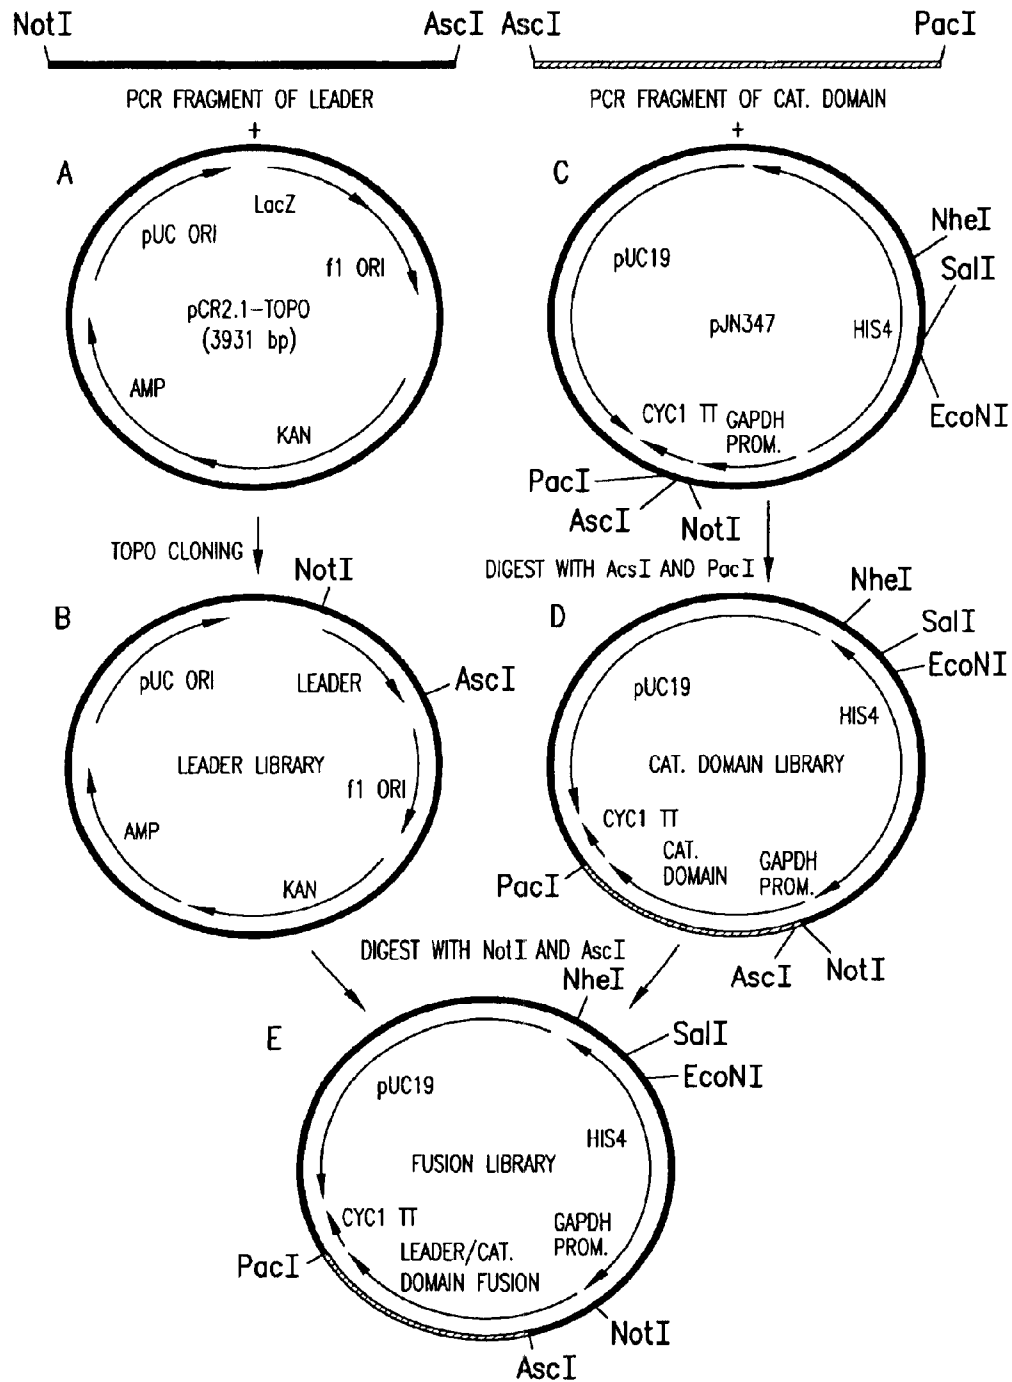 NotI
AscI
AscI
PacI
PCR FRAGMENT OF LEADER
+
PCR FRAGMENT OF CAT. DOMAIN
+
A
LacZ
pUC ORI
f1 ORI
pCR2.1-TOPO
(3931 bp)
AMP
KAN
C
NheI
SalI
pUC19
pJN347
HIS4
EcoNI
CYC1 TT
GAPDH
PROM.
PacI
AscI
NotI
TOPO CLONING
DIGEST WITH AcsI AND PacI
B
NotI
LEADER
AscI
pUC ORI
LEADER LIBRARY
f1 ORI
AMP
KAN
D
NheI
SalI
EcoNI
pUC19
HIS4
CAT. DOMAIN LIBRARY
CYC1 TT
CAT.
DOMAIN
GAPDH
PROM.
PacI
AscI
NotI
DIGEST WITH NotI AND AscI
E
NheI
SalI
EcoNI
pUC19
HIS4
FUSION LIBRARY
CYC1 TT
GAPDH
PROM.
LEADER/CAT.
DOMAIN FUSION
PacI
NotI
AscI